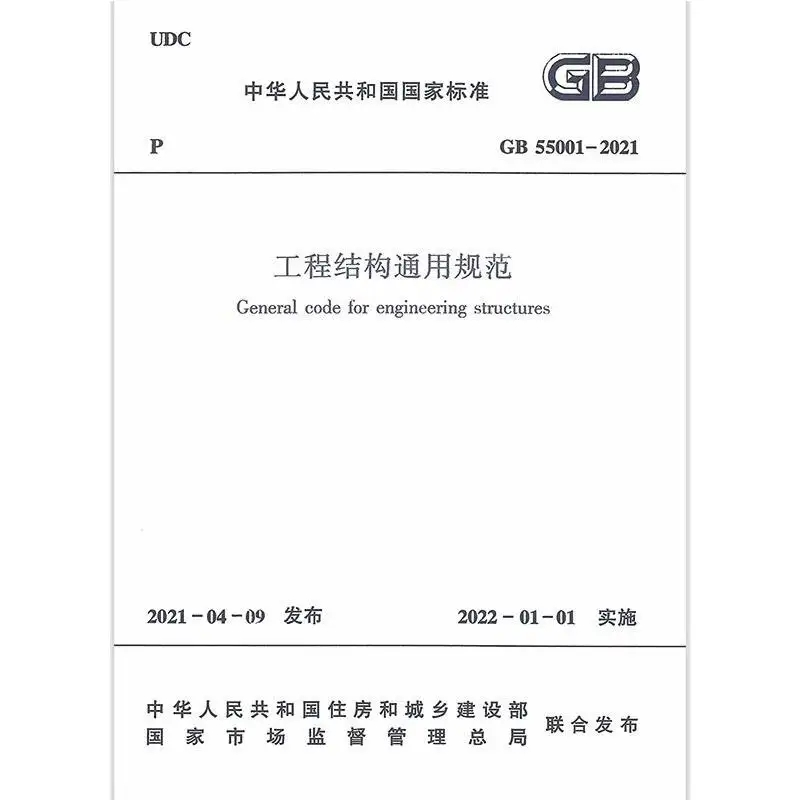 UDC
GB
中华人民共和国国家标准
P
GB 55001-2021
工程结构通用规范
General code for engineering structures
2021-04-09 发布
2022-01-01 实施
中华人民共和国住房和城乡建设部
国家市场监督管理总局
联合发布